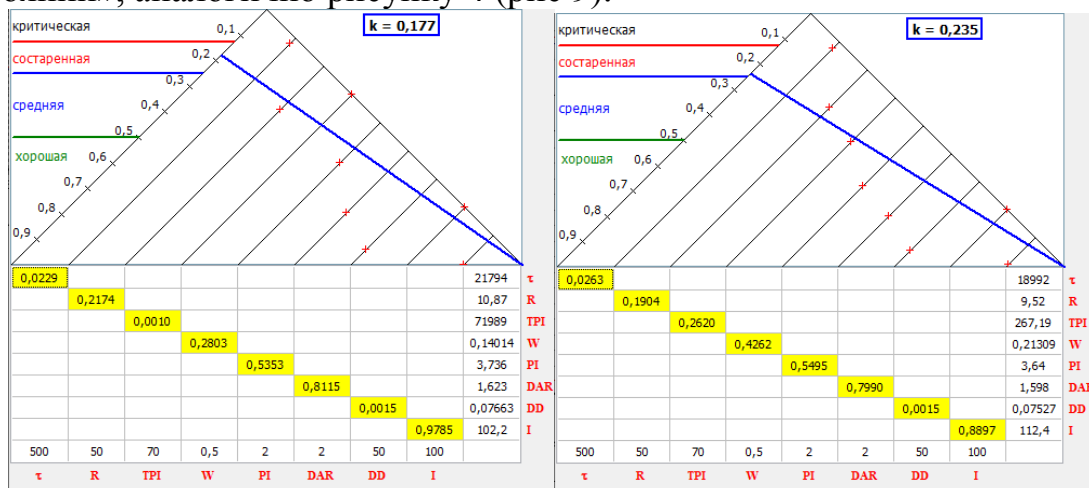 критическая 0,1 k = 0,177
состаренная 0,2
0,3
средняя 0,4
0,5
хорошая 0,6
0,7
0,8
0,9
0,0229 21794 τ
0,2174 10,87 R
0,0010 71989 TPI
0,2803 0,14014 W
0,5353 3,736 PI
0,8115 1,623 DAR
0,0015 0,07663 DD
0,9785 102,2 I
500 50 70 0,5 2 2 50 100
τ R TPI W PI DAR DD I
критическая 0,1 k = 0,235
состаренная 0,2
0,3
средняя 0,4
0,5
хорошая 0,6
0,7
0,8
0,9
0,0263 18992 τ
0,1904 9,52 R
0,2620 267,19 TPI
0,4262 0,21309 W
0,5495 3,64 PI
0,7990 1,598 DAR
0,0015 0,07527 DD
0,8897 112,4 I
500 50 70 0,5 2 2 50 100
τ R TPI W PI DAR DD I